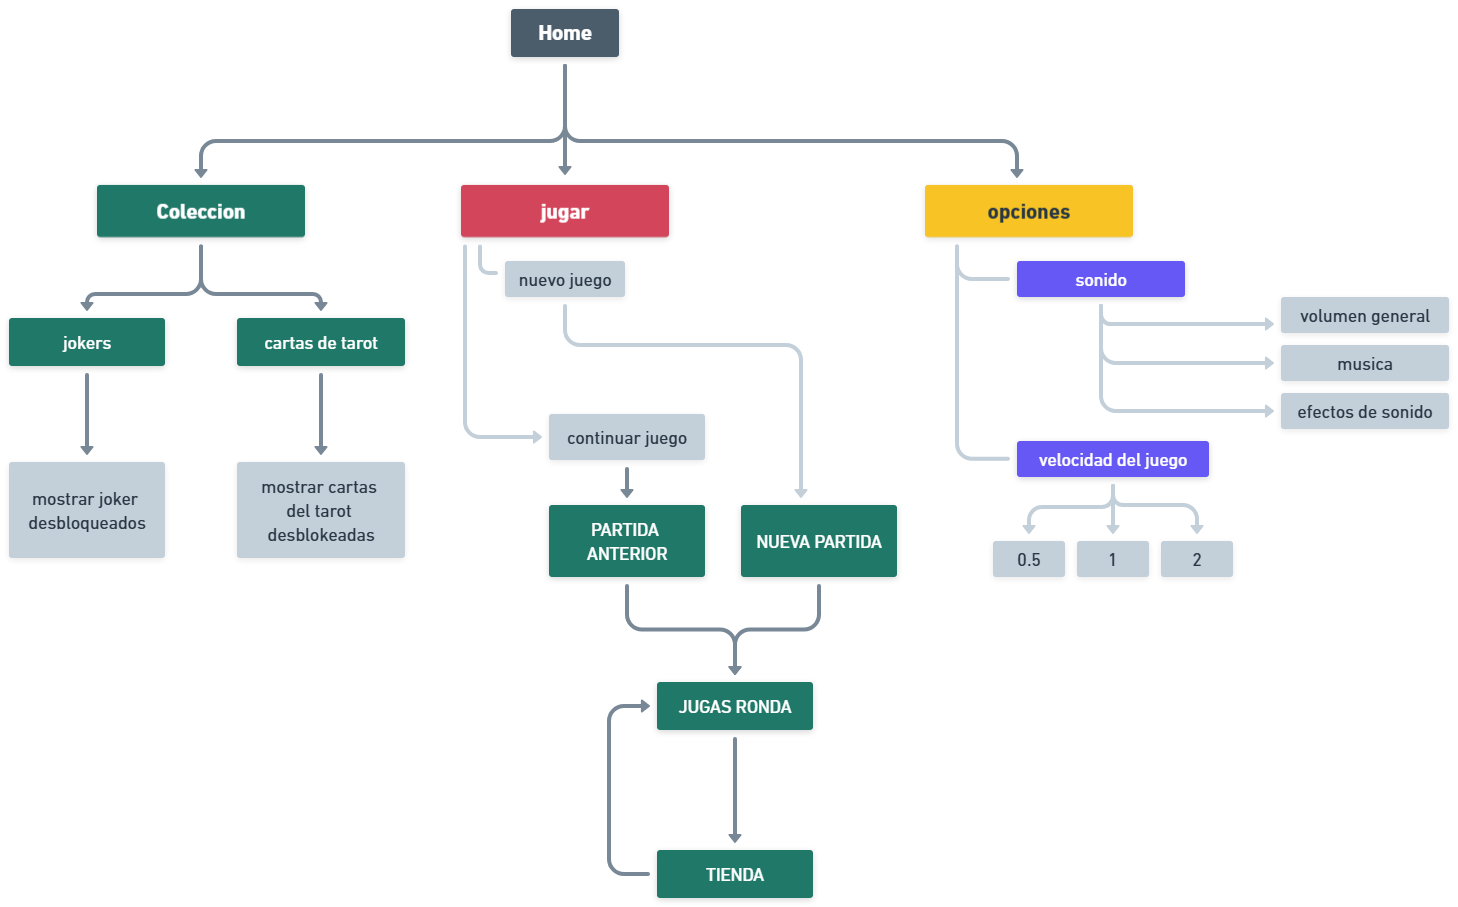 Home
Coleccion
jugar
opciones
nuevo juego
sonido
volumen general
jokers
cartas de tarot
musica
efectos de sonido
continuar juego
velocidad del juego
mostrar joker
desbloqueados
mostrar cartas
del tarot
desblokeadas
PARTIDA
ANTERIOR
NUEVA PARTIDA
0.5
1
2
JUGAS RONDA
TIENDA